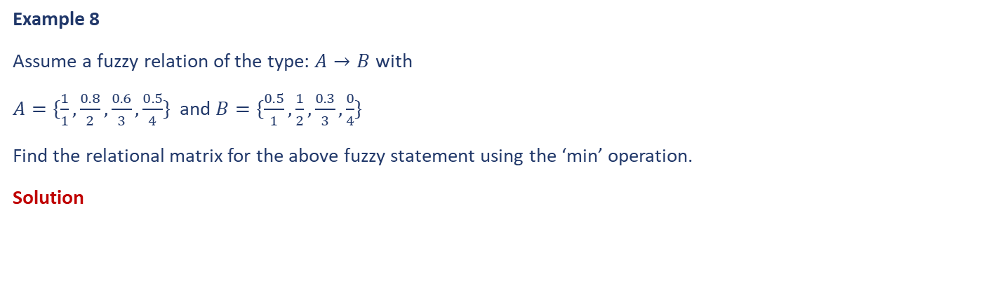 Example 8
Assume a fuzzy relation of the type: A → B with
A = {1/1, 0.8/2, 0.6/3, 0.5/4} and B = {0.5/1, 1/2, 0.3/3, 0/4}
Find the relational matrix for the above fuzzy statement using the ‘min’ operation.
Solution